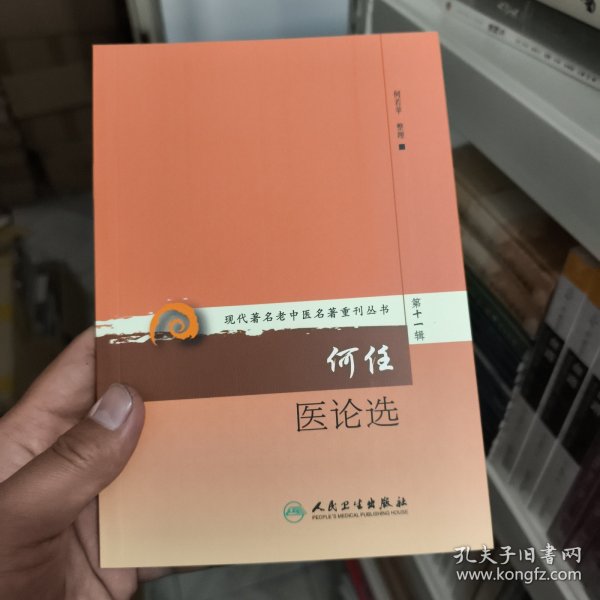 何若苹 整理
现代著名老中医名著重刊丛书
第十一辑
何任
医论选
人民卫生出版社
PEOPLE'S MEDICAL PUBLISHING HOUSE
孔夫子旧书网
www.kongfz.com